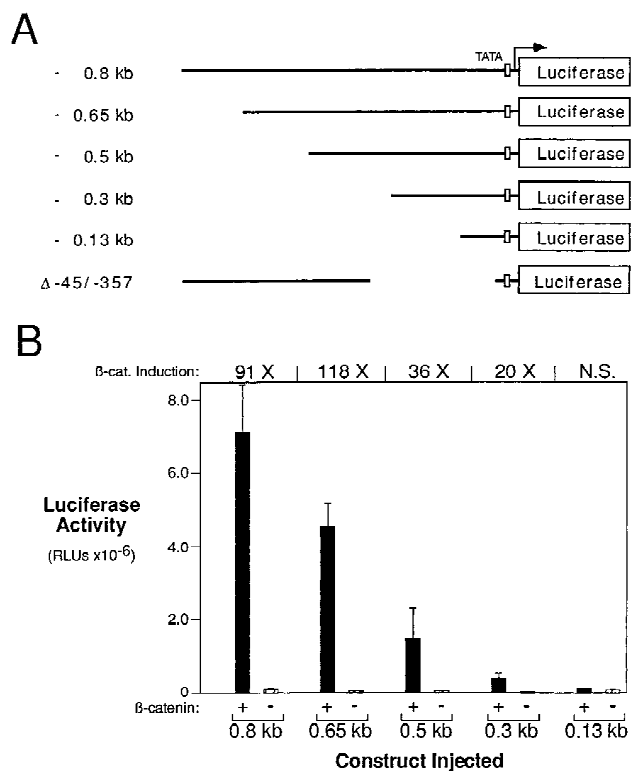 A
TATA
- 0.8 kb Luciferase
- 0.65 kb Luciferase
- 0.5 kb Luciferase
- 0.3 kb Luciferase
- 0.13 kb Luciferase
Δ -45/ -357 Luciferase
B
ß-cat. Induction: 91 X | 118 X | 36 X | 20 X | N.S.
8.0
6.0
4.0
2.0
0
Luciferase
Activity
(RLUs x10-6)
ß-catenin: + - + - + - + - + -
0.8 kb 0.65 kb 0.5 kb 0.3 kb 0.13 kb
Construct Injected